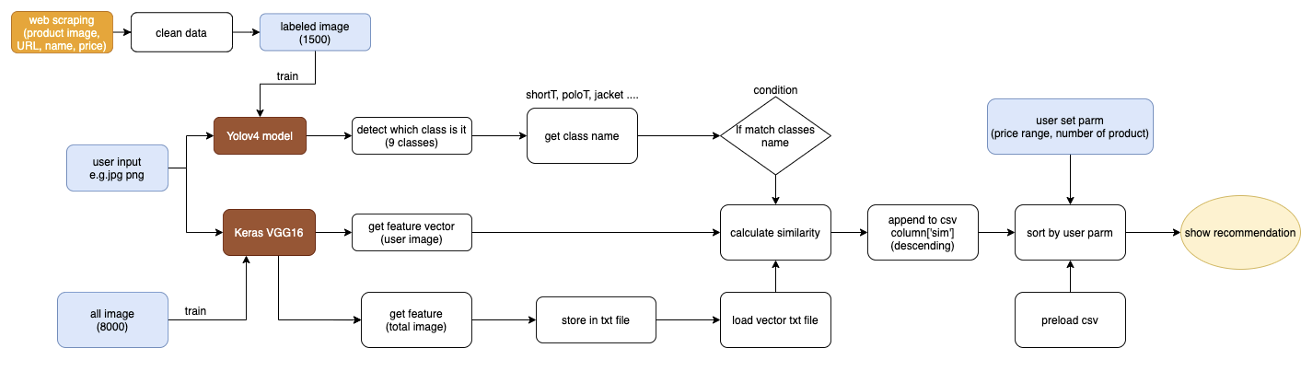 web scraping
(product image,
URL, name, price)
clean data
labeled image
(1500)
train
shortT, poloT, jacket ....
condition
Yolov4 model
detect which class is it
(9 classes)
get class name
If match classes
name
user set parm
(price range, number of product)
user input
e.g.jpg png
Keras VGG16
get feature vector
(user image)
calculate similarity
append to csv
column['sim']
(descending)
sort by user parm
show recommendation
all image
(8000)
train
get feature
(total image)
store in txt file
load vector txt file
preload csv